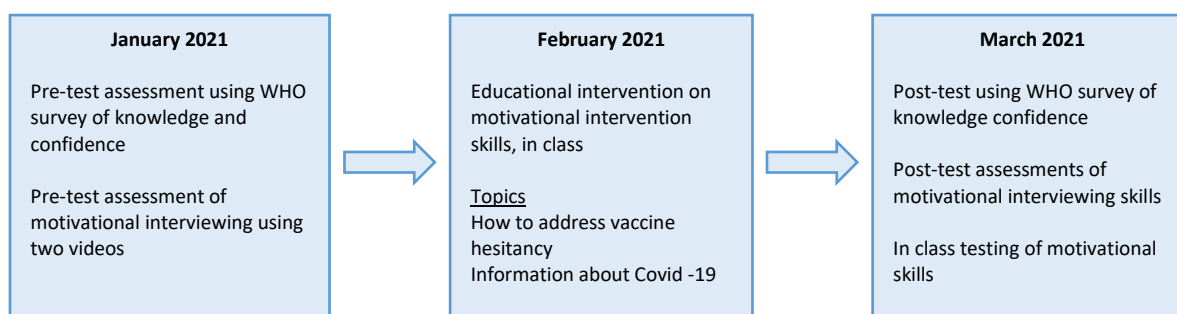 January 2021
Pre-test assessment using WHO
survey of knowledge and
confidence
Pre-test assessment of
motivational interviewing using
two videos
February 2021
Educational intervention on
motivational intervention
skills, in class
Topics
How to address vaccine
hesitancy
Information about Covid -19
March 2021
Post-test using WHO survey of
knowledge confidence
Post-test assessments of
motivational interviewing skills
In class testing of motivational
skills